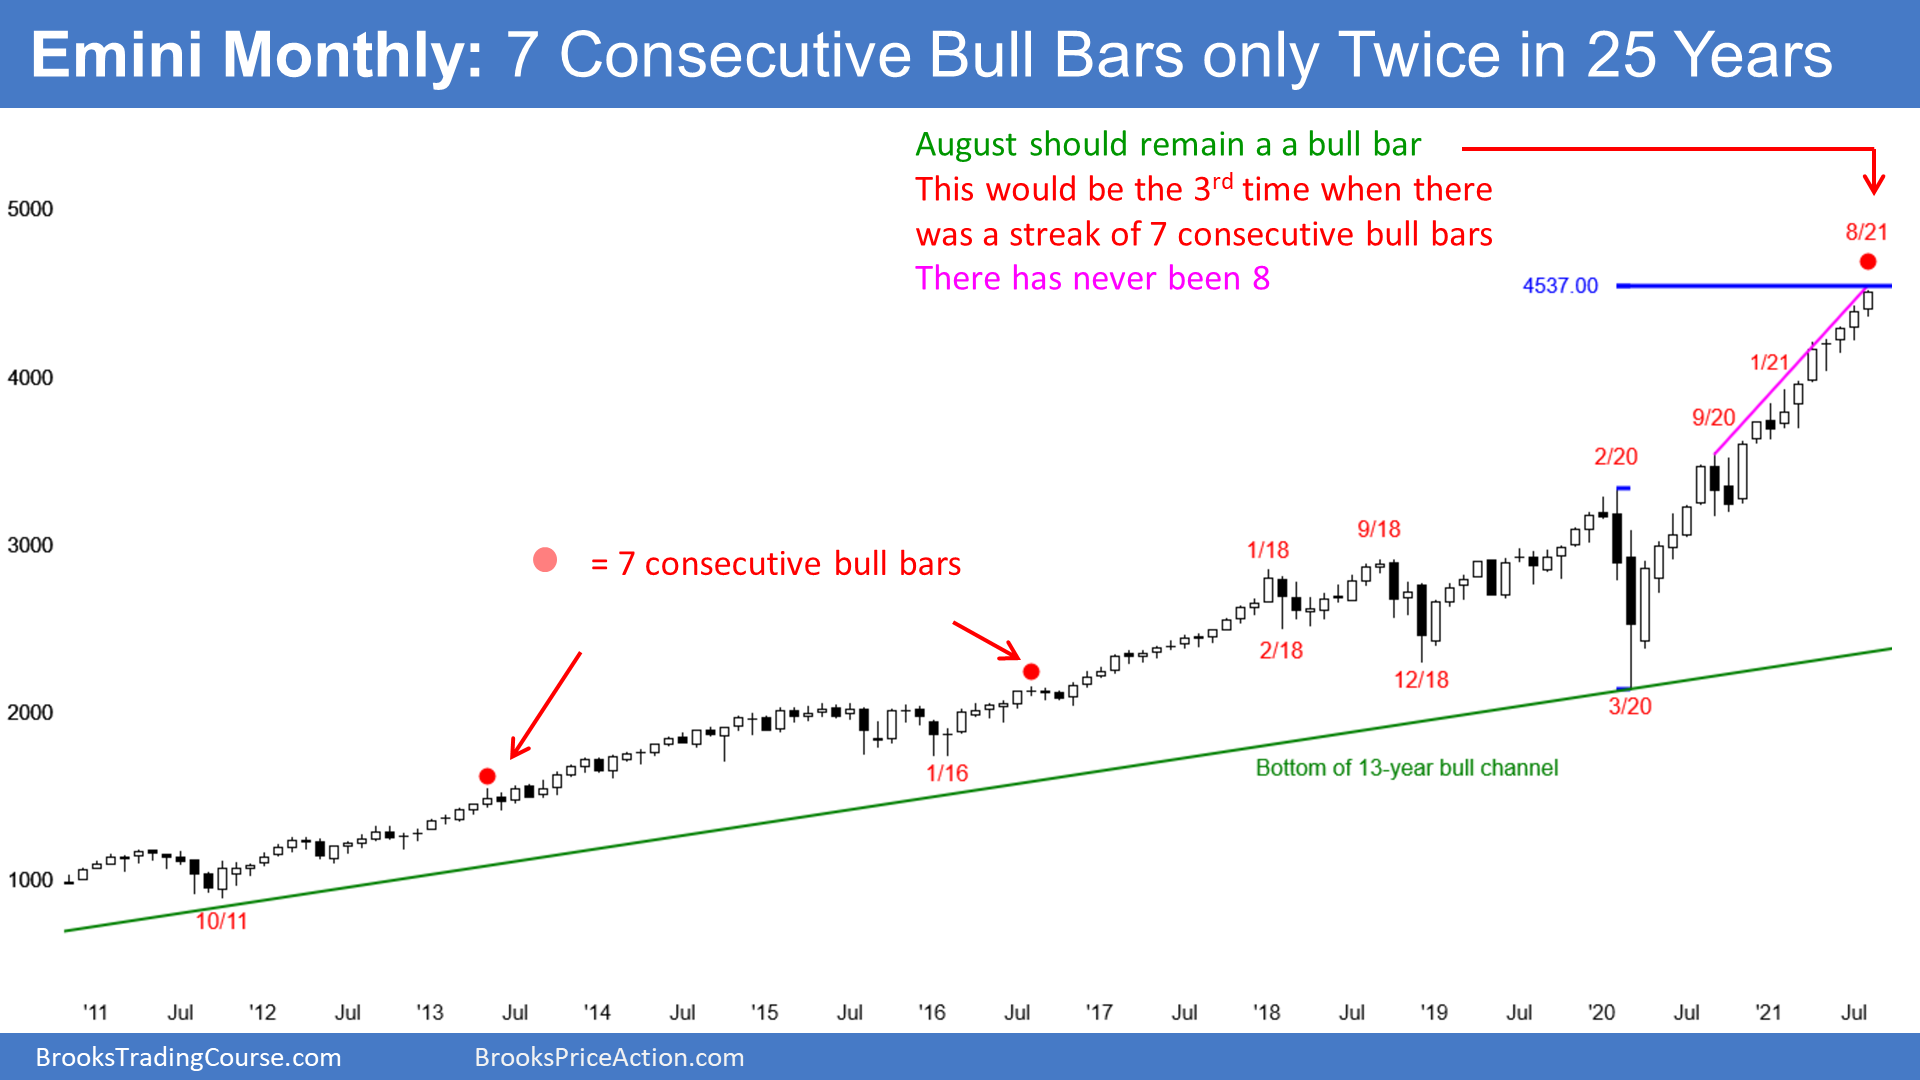 Emini Monthly: 7 Consecutive Bull Bars only Twice in 25 Years
August should remain a a bull bar
This would be the 3rd time when there
was a streak of 7 consecutive bull bars
There has never been 8
5000
8/21
4537.00
4000
1/21
9/20
2/20
3000
9/18
1/18
= 7 consecutive bull bars
2/18
12/18
3/20
2000
Bottom of 13-year bull channel
1/16
1000
10/11
'11 Jul '12 Jul '13 Jul '14 Jul '15 Jul '16 Jul '17 Jul '18 Jul '19 Jul '20 Jul '21 Jul
BrooksTradingCourse.com BrooksPriceAction.com